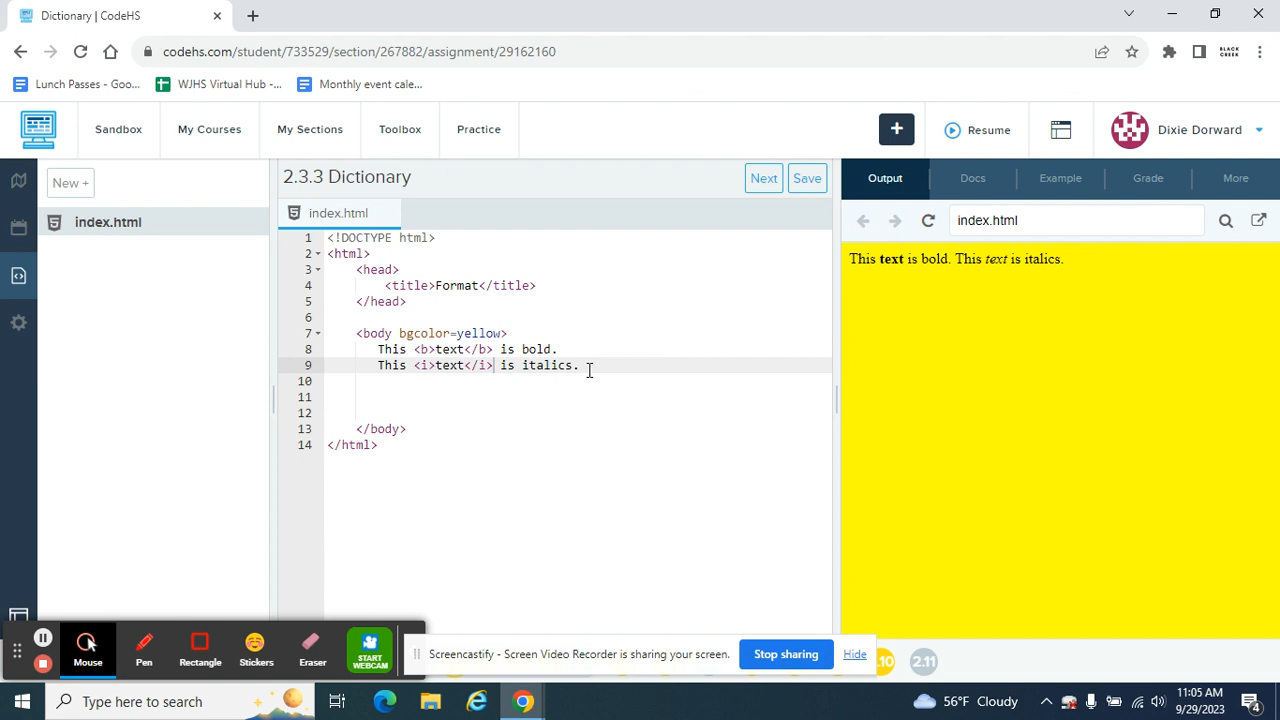 Dictionary | CodeHS
codehs.com/student/733529/section/267882/assignment/29162160
BLACK
CREEK
Lunch Passes - Goo...
WJHS Virtual Hub -...
Monthly event cale...
Sandbox
My Courses
My Sections
Toolbox
Practice
+
Resume
Dixie Dorward
New +
2.3.3 Dictionary
Next
Save
Output
Docs
Example
Grade
More
index.html
index.html
index.html
1 <!DOCTYPE html>
2 <html>
3 <head>
4 <title>Format</title>
5 </head>
6
7 <body bgcolor=yellow>
8 This <b>text</b> is bold.
9 This <i>text</i> is italics.
10
11
12
13 </body>
14 </html>
This text is bold. This text is italics.
Mouse
Pen
Rectangle
Stickers
Eraser
START
WEBCAM
Screencastify - Screen Video Recorder is sharing your screen.
Stop sharing
Hide
.10
2.11
Type here to search
56°F Cloudy
11:05 AM
9/29/2023
4